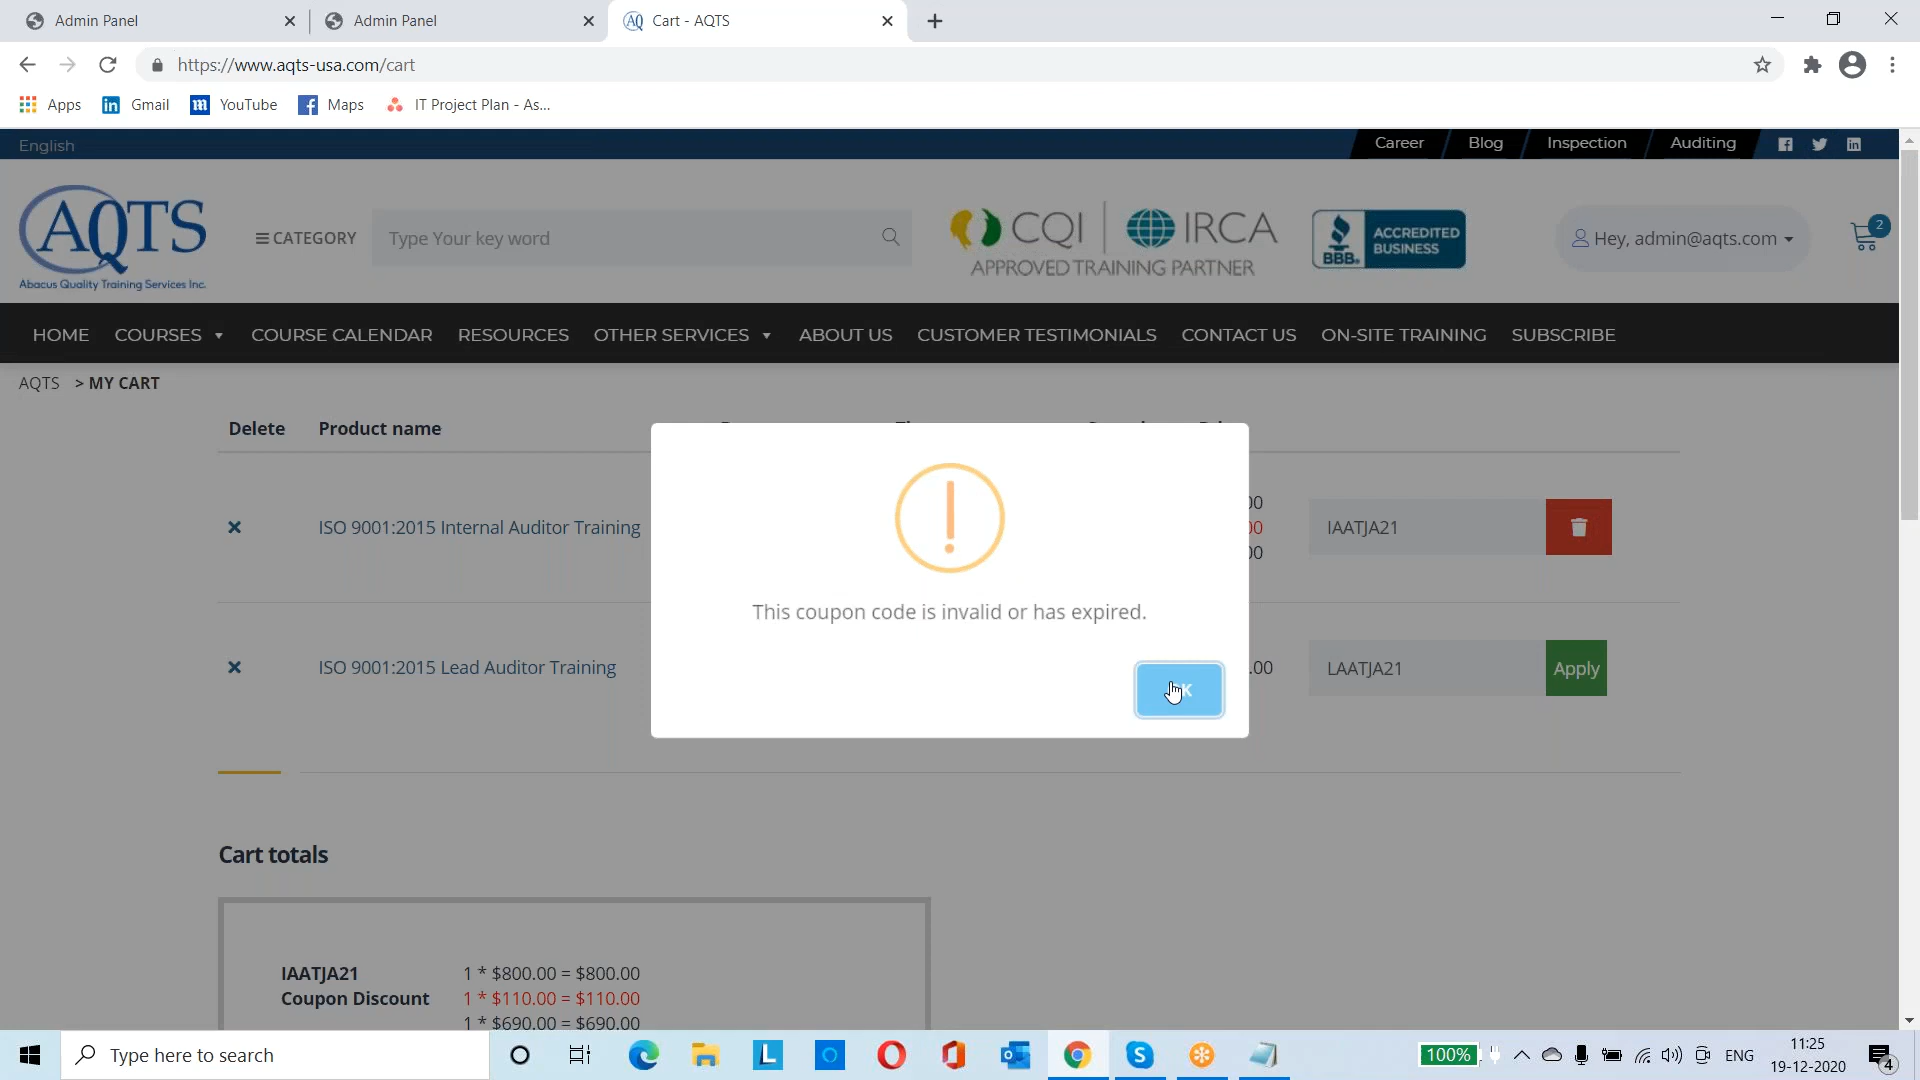 Admin Panel
Admin Panel
AQ Cart - AQTS
https://www.aqts-usa.com/cart
Apps
Gmail
YouTube
Maps
IT Project Plan - As...
English
Career
Blog
Inspection
Auditing
AQTS
Abacus Quality Training Services Inc.
CATEGORY
Type Your key word
CQI IRCA
APPROVED TRAINING PARTNER
BBB.
ACCREDITED
BUSINESS
Hey, admin@aqts.com
2
HOME
COURSES
COURSE CALENDAR
RESOURCES
OTHER SERVICES
ABOUT US
CUSTOMER TESTIMONIALS
CONTACT US
ON-SITE TRAINING
SUBSCRIBE
AQTS > MY CART
Delete
Product name
ISO 9001:2015 Internal Auditor Training
IAATJA21
This coupon code is invalid or has expired.
ISO 9001:2015 Lead Auditor Training
.00
LAATJA21
Apply
Cart totals
IAATJA21 1 * $800.00 = $800.00
Coupon Discount 1 * $110.00 = $110.00
1 * $690.00 = $690.00
Type here to search
100%
ENG
11:25
19-12-2020
4